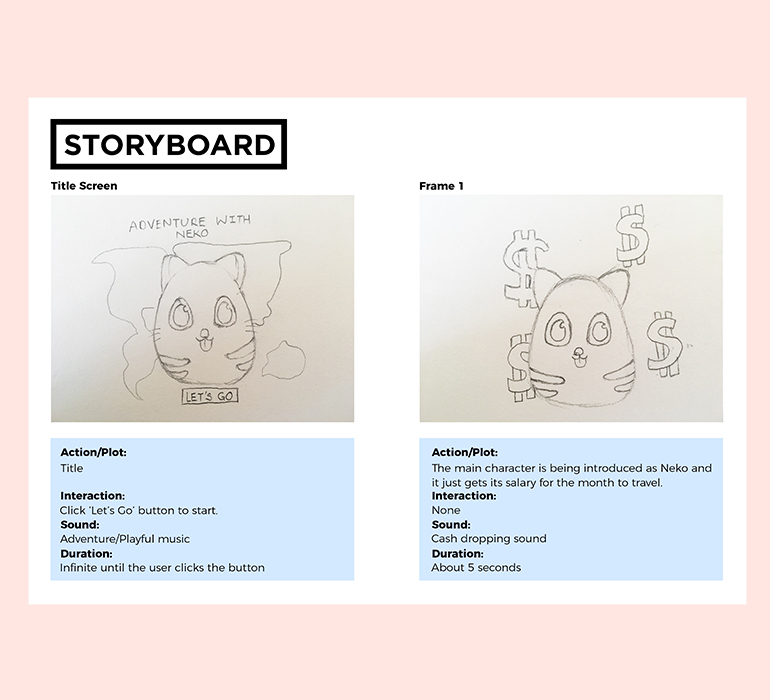 STORYBOARD
Title Screen
ADVENTURE WITH
NEKO
LET'S GO
Action/Plot:
Title
Interaction:
Click ‘Let’s Go’ button to start.
Sound:
Adventure/Playful music
Duration:
Infinite until the user clicks the button
Frame 1
$
$
$
$
Action/Plot:
The main character is being introduced as Neko and
it just gets its salary for the month to travel.
Interaction:
None
Sound:
Cash dropping sound
Duration:
About 5 seconds